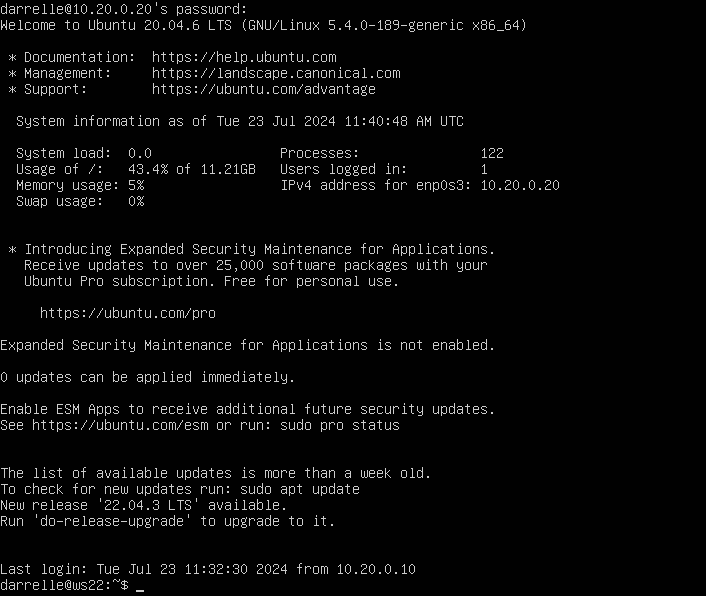 darrelle@10.20.0.20's password:
Welcome to Ubuntu 20.04.6 LTS (GNU/Linux 5.4.0-189-generic x86_64)
* Documentation:  https://help.ubuntu.com
* Management:     https://landscape.canonical.com
* Support:        https://ubuntu.com/advantage
System information as of Tue 23 Jul 2024 11:40:48 AM UTC
System load:  0.0                Processes:               122
Usage of /:   43.4% of 11.21GB   Users logged in:         1
Memory usage: 5%                 IPv4 address for enp0s3: 10.20.0.20
Swap usage:   0%
* Introducing Expanded Security Maintenance for Applications.
Receive updates to over 25,000 software packages with your
Ubuntu Pro subscription. Free for personal use.
https://ubuntu.com/pro
Expanded Security Maintenance for Applications is not enabled.
0 updates can be applied immediately.
Enable ESM Apps to receive additional future security updates.
See https://ubuntu.com/esm or run: sudo pro status
The list of available updates is more than a week old.
To check for new updates run: sudo apt update
New release '22.04.3 LTS' available.
Run 'do-release-upgrade' to upgrade to it.
Last login: Tue Jul 23 11:32:30 2024 from 10.20.0.10
darrelle@ws22:~$ _